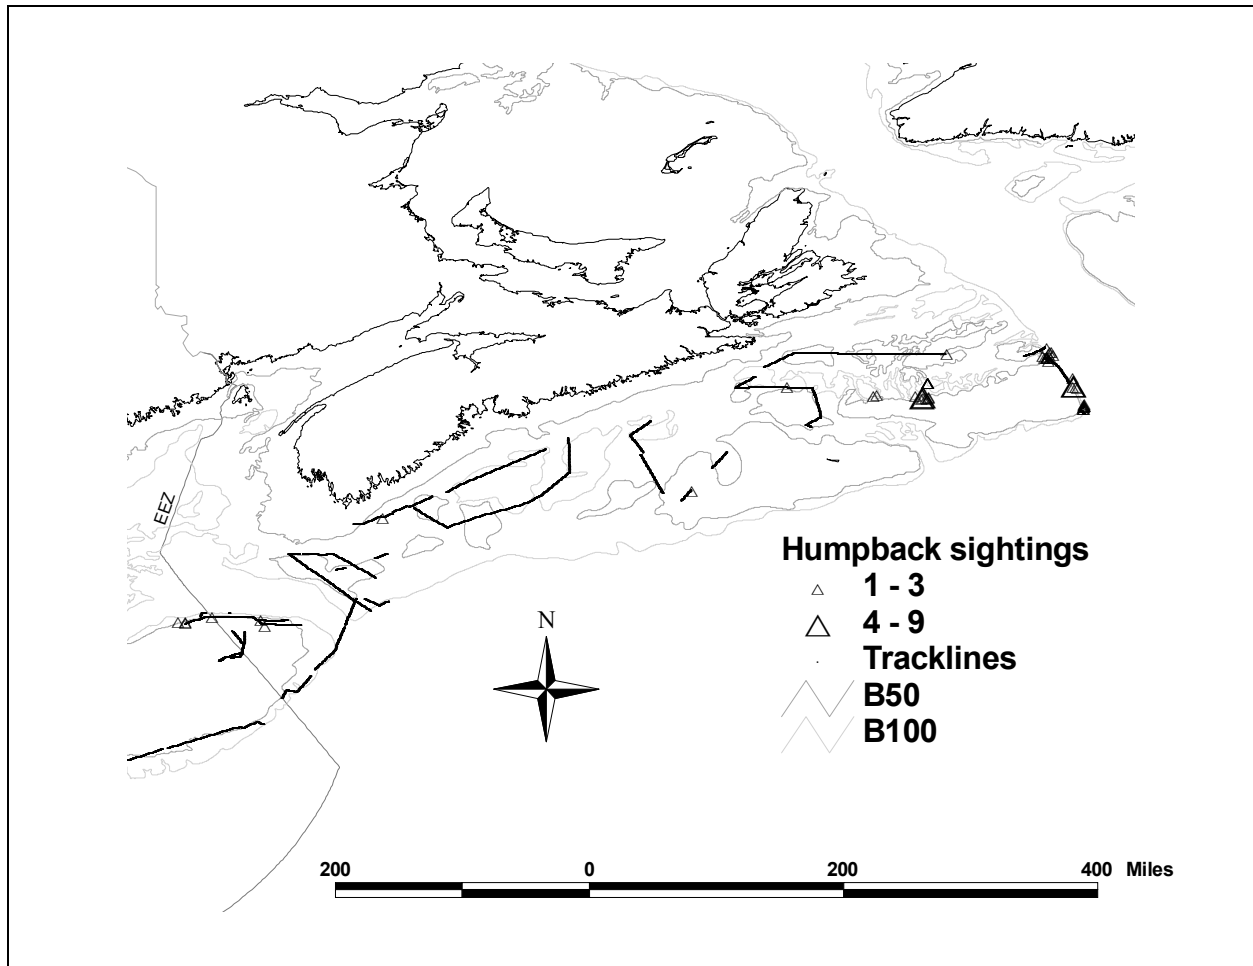 EEZ
Humpback sightings
1 - 3
4 - 9
Tracklines
B50
B100
N
200 0 200 400 Miles